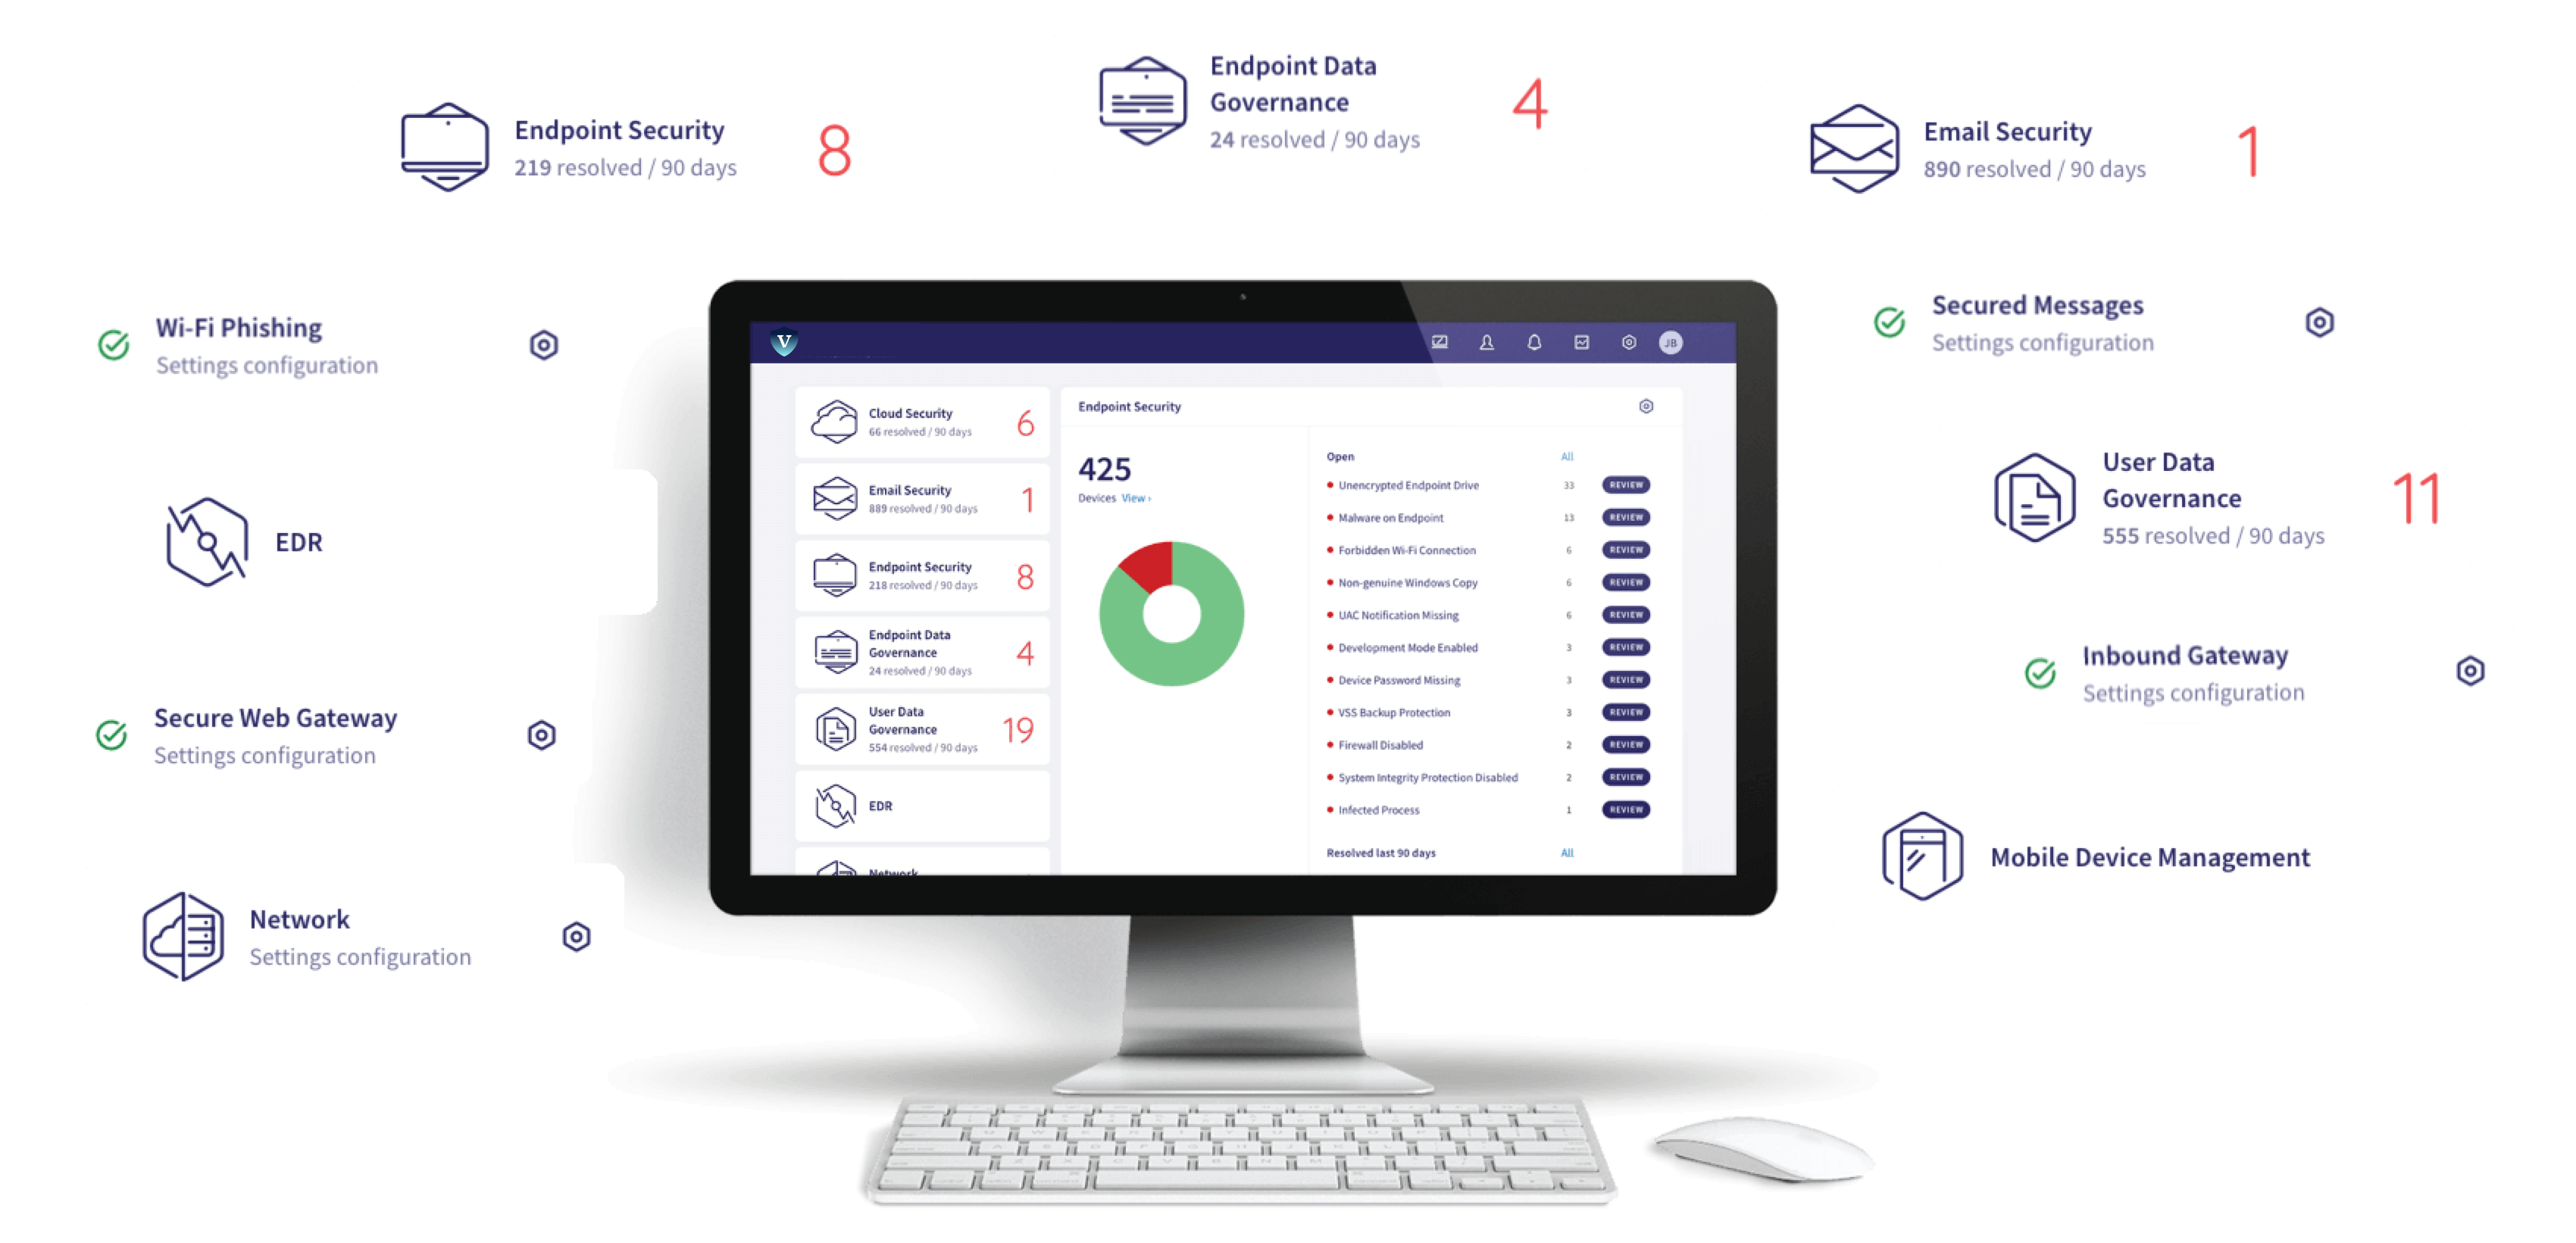 Endpoint Data
Governance
24 resolved / 90 days
4
Endpoint Security
219 resolved / 90 days
8
Email Security
890 resolved / 90 days
1
Wi-Fi Phishing
Settings configuration
EDR
Secure Web Gateway
Settings configuration
Network
Settings configuration
V
JB
Cloud Security
66 resolved / 90 days
6
Email Security
889 resolved / 90 days
1
Endpoint Security
218 resolved / 90 days
8
Endpoint Data
Governance
24 resolved / 90 days
4
User Data
Governance
554 resolved / 90 days
19
EDR
Network
Endpoint Security
425
Devices View ›
Open All
Unencrypted Endpoint Drive 33 REVIEW
Malware on Endpoint 13 REVIEW
Forbidden Wi-Fi Connection 6 REVIEW
Non-genuine Windows Copy 6 REVIEW
UAC Notification Missing 6 REVIEW
Development Mode Enabled 3 REVIEW
Device Password Missing 3 REVIEW
VSS Backup Protection 3 REVIEW
Firewall Disabled 2 REVIEW
System Integrity Protection Disabled 2 REVIEW
Infected Process 1 REVIEW
Resolved last 90 days All
Secured Messages
Settings configuration
User Data
Governance
555 resolved / 90 days
11
Inbound Gateway
Settings configuration
Mobile Device Management